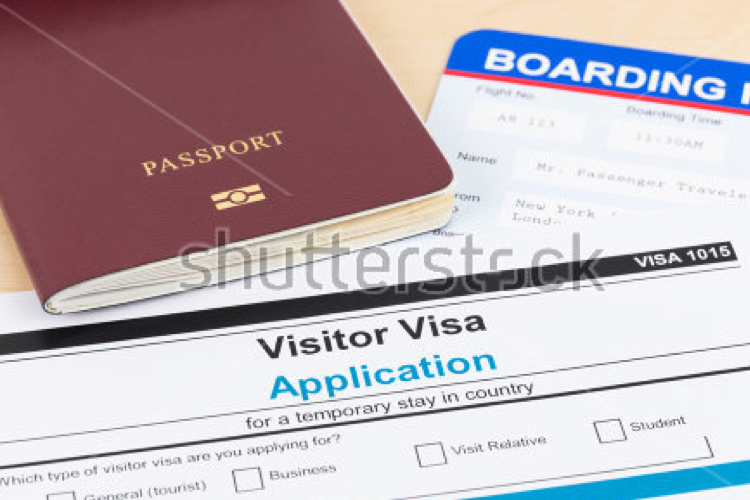 BOARDING
Flight No.
Boarding Time
AB 123
11:30AM
Name
Mr. Passenger
New York
PASSPORT
shutterstock
VISA 1015
Visitor Visa
Application
for a temporary stay in country
Which type of visitor visa are you applying for?
General (tourist)
Business
Visit Relative
Student